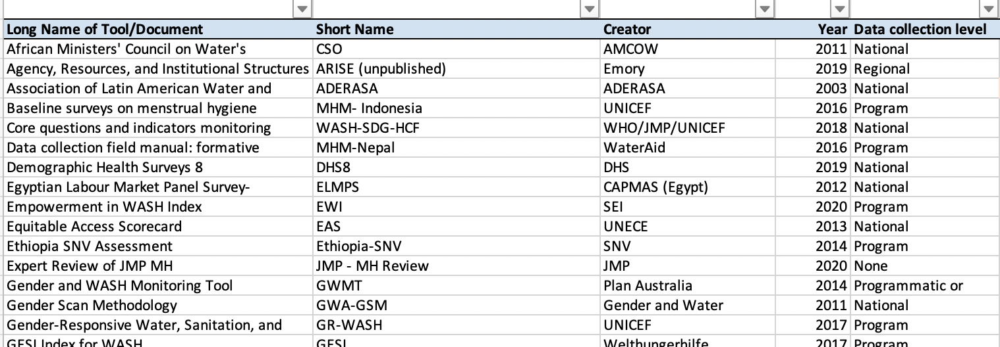 Long Name of Tool/Document Short Name Creator Year Data collection level
African Ministers' Council on Water's CSO AMCOW 2011 National
Agency, Resources, and Institutional Structures ARISE (unpublished) Emory 2019 Regional
Association of Latin American Water and ADERASA ADERASA 2003 National
Baseline surveys on menstrual hygiene MHM- Indonesia UNICEF 2016 Program
Core questions and indicators monitoring WASH-SDG-HCF WHO/JMP/UNICEF 2018 National
Data collection field manual: formative MHM-Nepal WaterAid 2016 Program
Demographic Health Surveys 8 DHS8 DHS 2019 National
Egyptian Labour Market Panel Survey- ELMPS CAPMAS (Egypt) 2012 National
Empowerment in WASH Index EWI SEI 2020 Program
Equitable Access Scorecard EAS UNECE 2013 National
Ethiopia SNV Assessment Ethiopia-SNV SNV 2014 Program
Expert Review of JMP MH JMP - MH Review JMP 2020 None
Gender and WASH Monitoring Tool GWMT Plan Australia 2014 Programmatic or
Gender Scan Methodology GWA-GSM Gender and Water 2011 National
Gender-Responsive Water, Sanitation, and GR-WASH UNICEF 2017 Program
GESI Index for WASH GESI Welthungerhilfe 2017 Program